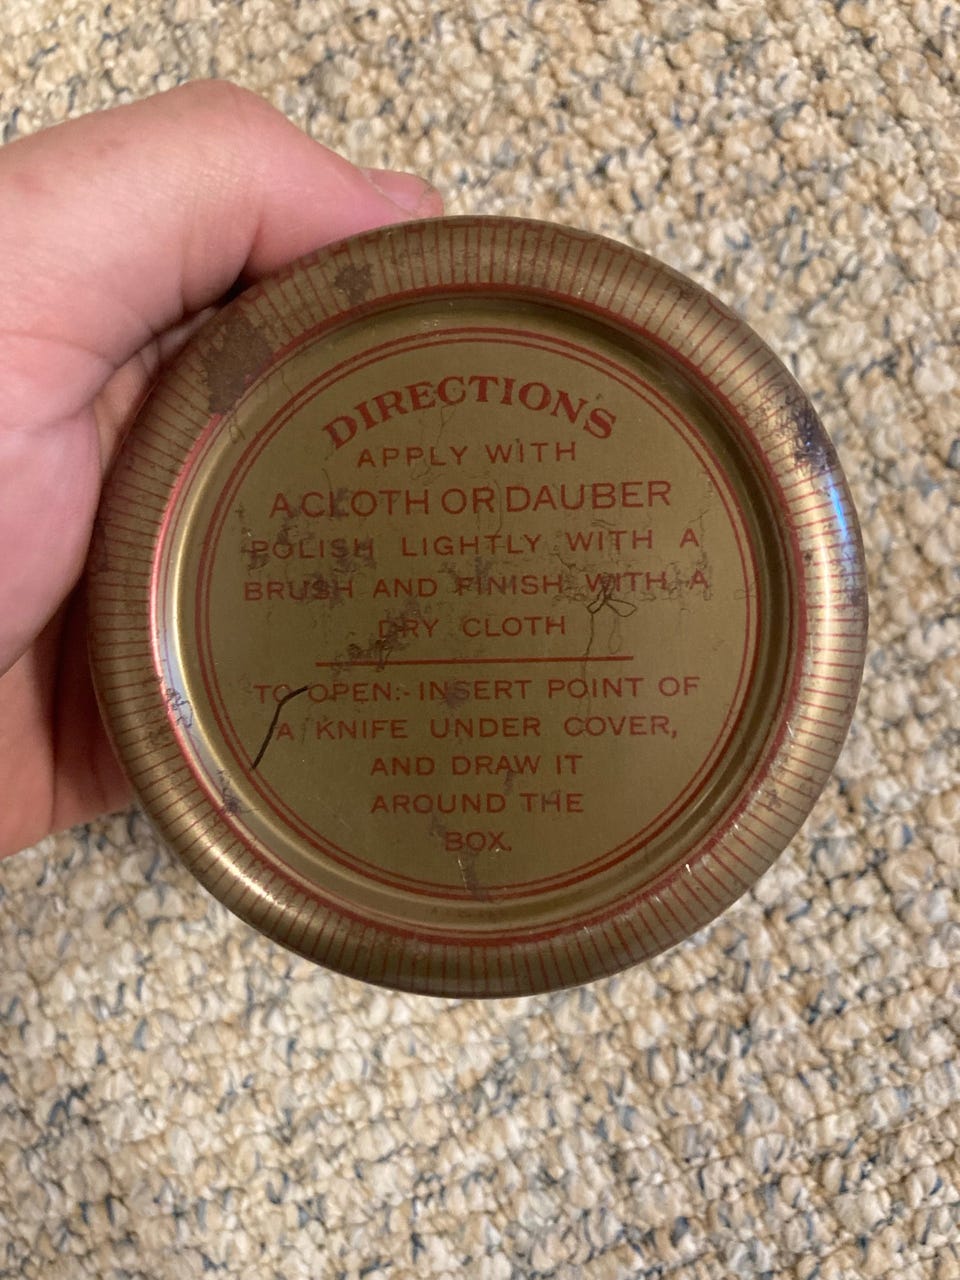 DIRECTIONS
APPLY WITH
A CLOTH OR DAUBER
POLISH LIGHTLY WITH A
BRUSH AND FINISH WITH A
DRY CLOTH
TO OPEN:- INSERT POINT OF
A KNIFE UNDER COVER,
AND DRAW IT
AROUND THE
BOX.